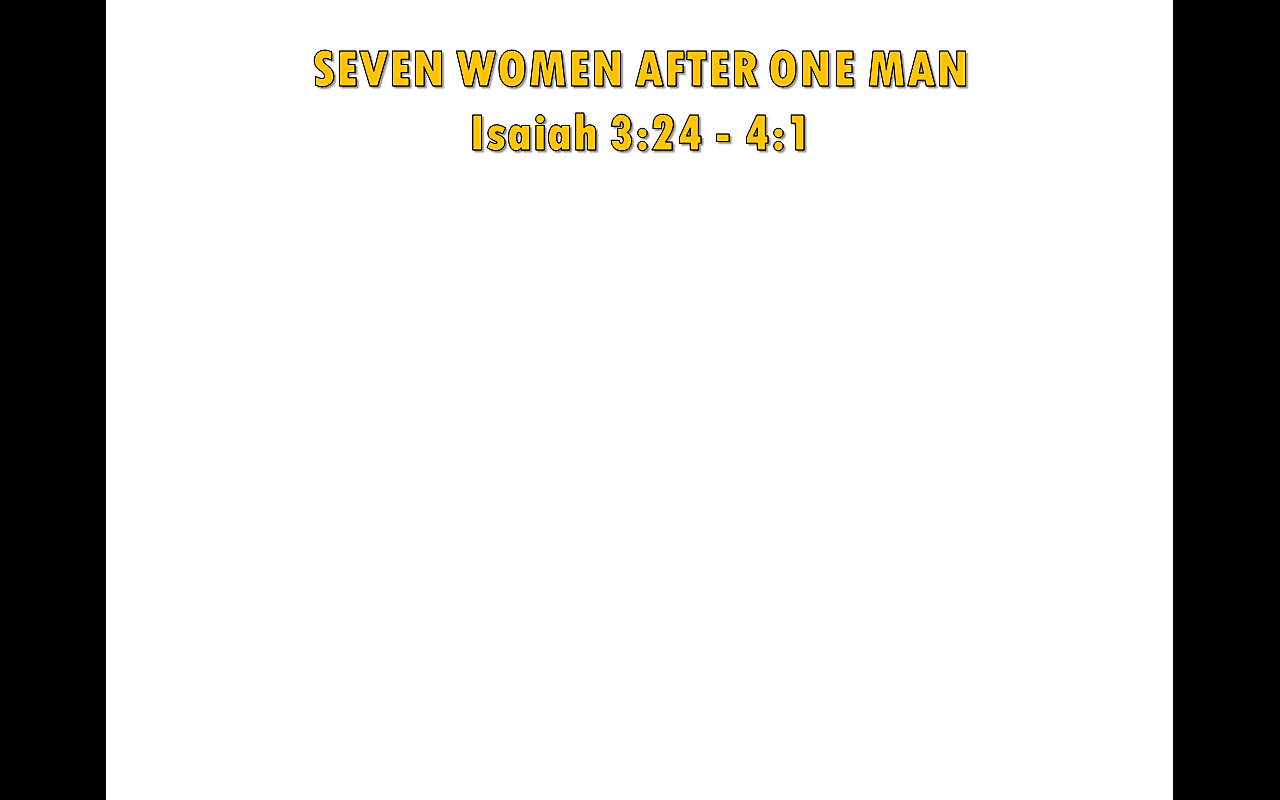 SEVEN WOMEN AFTER ONE MAN
Isaiah 3:24 - 4:1